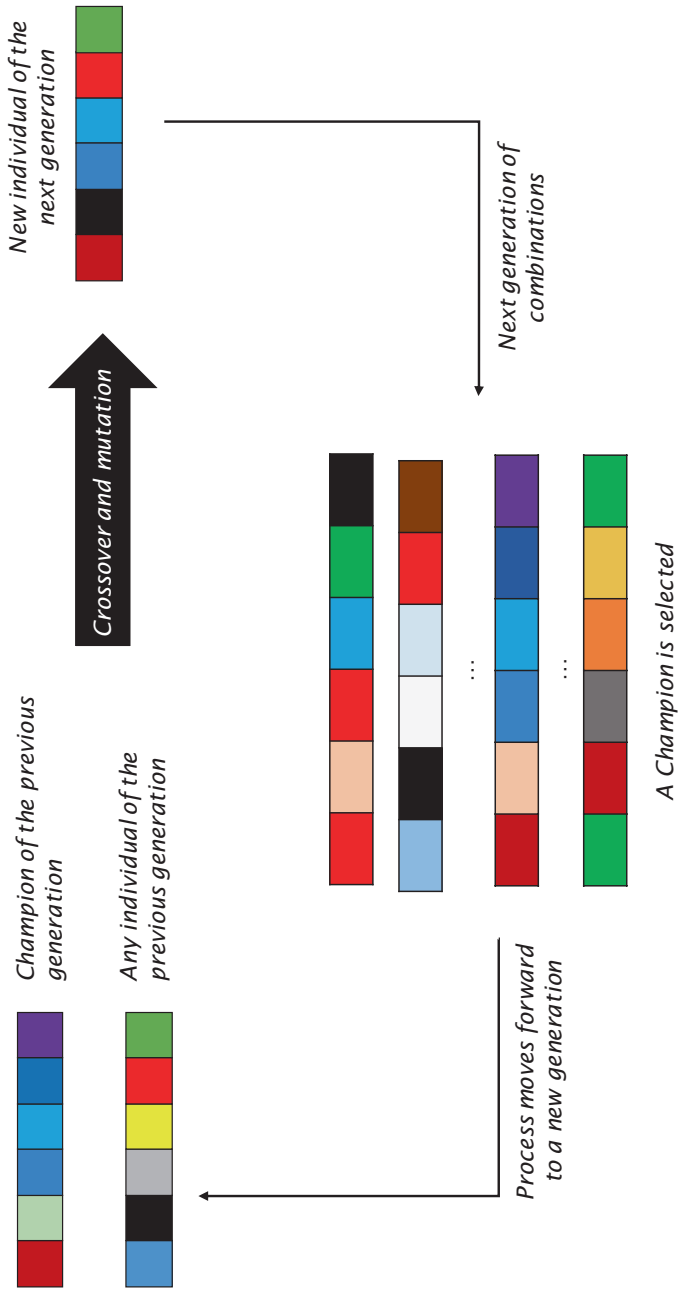 Champion of the previous
generation
Any individual of the
previous generation
Crossover and mutation
New individual of the
next generation
Next generation of
combinations
...
...
A Champion is selected
Process moves forward
to a new generation